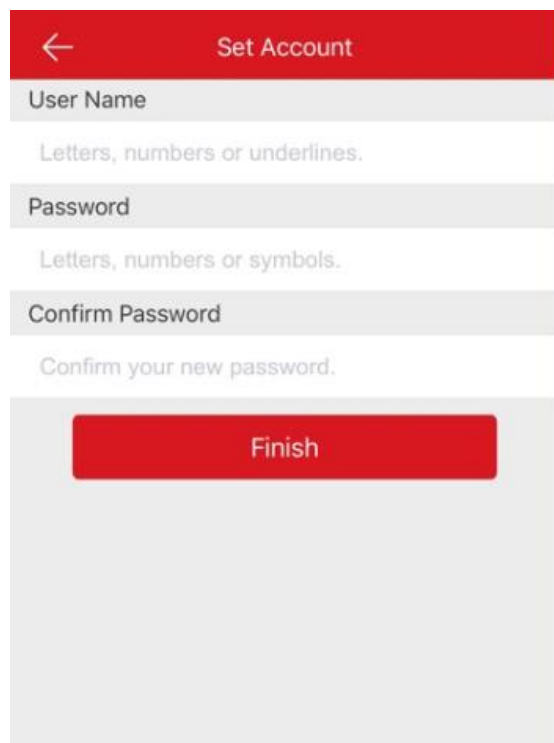 Set Account
User Name
Letters, numbers or underlines.
Password
Letters, numbers or symbols.
Confirm Password
Confirm your new password.
Finish